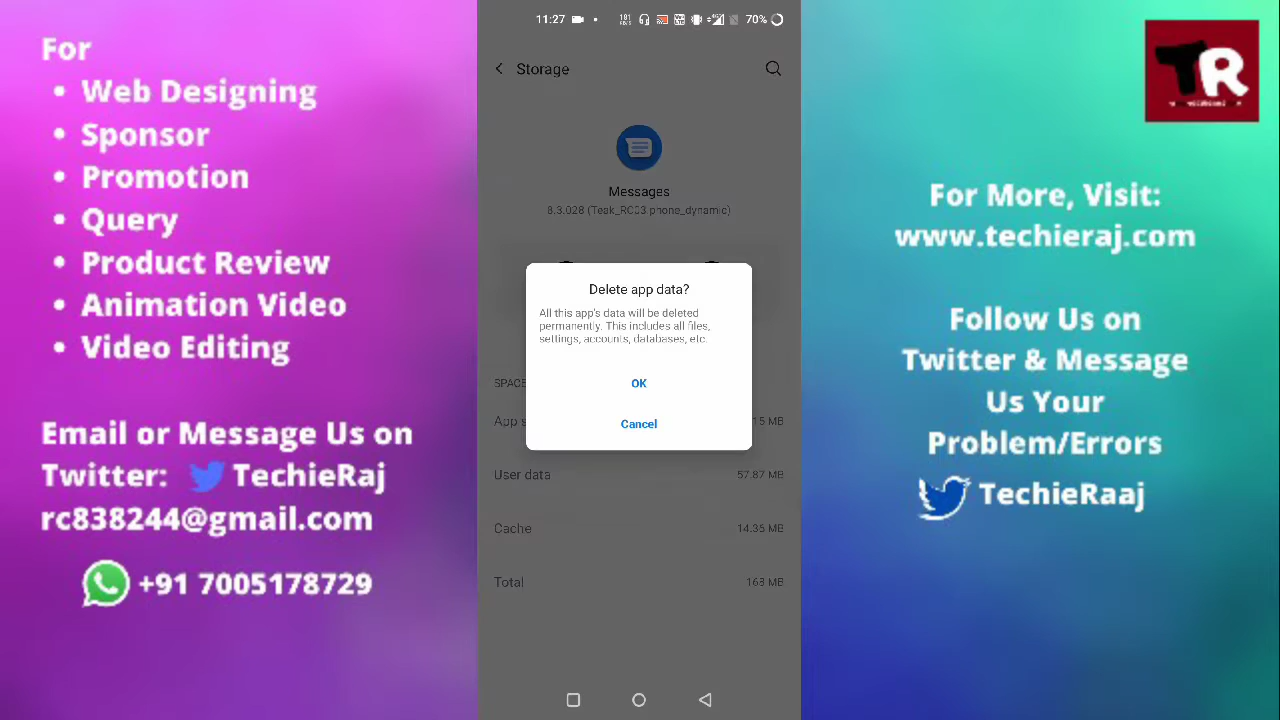 For
• Web Designing
• Sponsor
• Promotion
• Query
• Product Review
• Animation Video
• Video Editing
Email or Message Us on
Twitter: TechieRaj
rc838244@gmail.com
+91 7005178729
11:27
70%
Storage
Messages
8.3.028 (Teak_RC03 phone_dynamic)
Delete app data?
All this app's data will be deleted
permanently. This includes all files,
settings, accounts, databases, etc.
OK
Cancel
User data 57.87 MB
Cache 14.35 MB
Total 168 MB
TR
For More, Visit:
www.techieraj.com
Follow Us on
Twitter & Message
Us Your
Problem/Errors
TechieRaaj